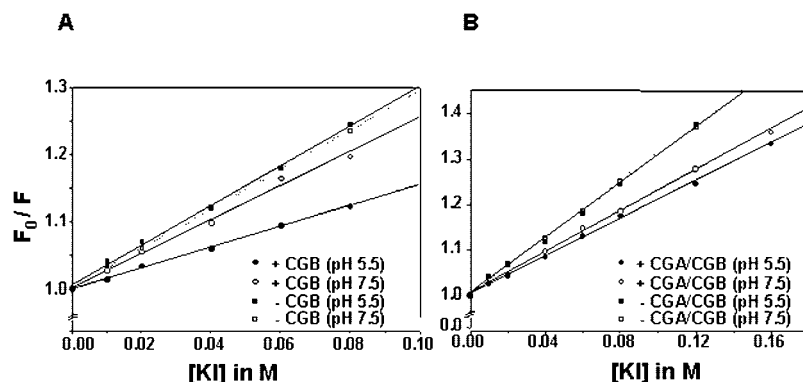 A
F0 / F
1.3
1.2
1.1
1.0
+ CGB (pH 5.5)
+ CGB (pH 7.5)
- CGB (pH 5.5)
- CGB (pH 7.5)
0.00 0.02 0.04 0.06 0.08 0.10
[KI] in M
B
1.4
1.3
1.2
1.1
1.0
0.0
+ CGA/CGB (pH 5.5)
+ CGA/CGB (pH 7.5)
- CGA/CGB (pH 5.5)
- CGA/CGB (pH 7.5)
0.00 0.04 0.08 0.12 0.16
[KI] in M